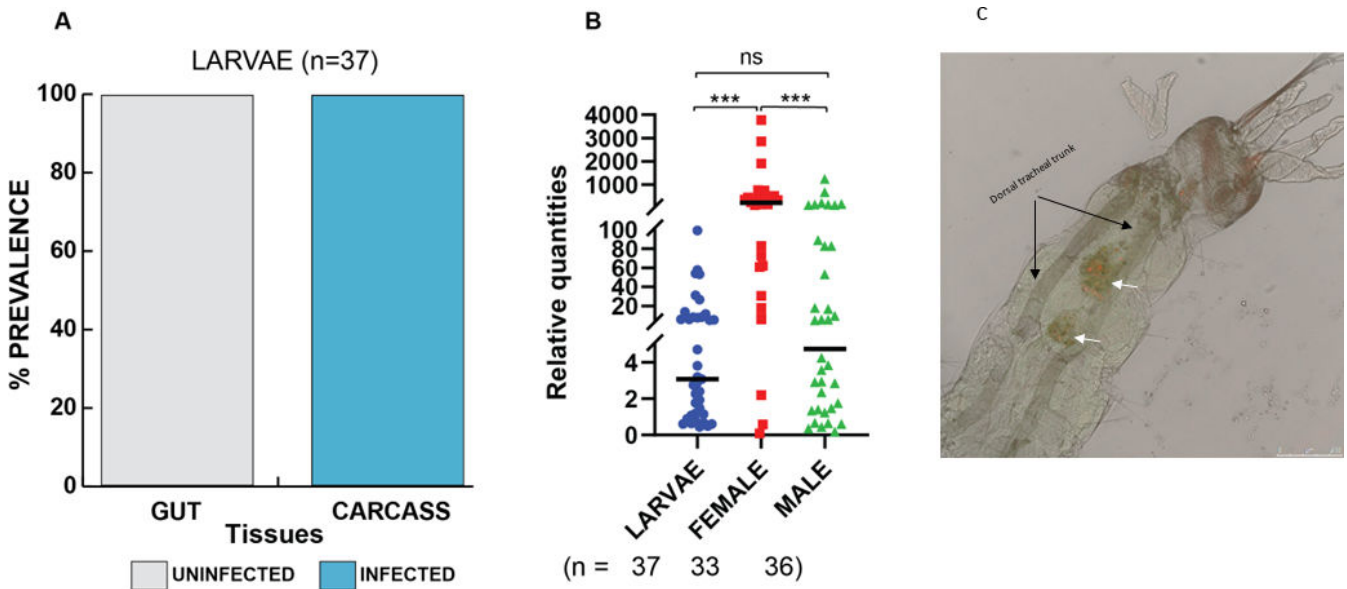 A
LARVAE (n=37)
% PREVALENCE
100
80
60
40
20
0
GUT
CARCASS
Tissues
UNINFECTED
INFECTED
B
ns
***
***
Relative quantities
4000
3000
2000
1000
100
80
60
40
20
4
2
0
LARVAE
FEMALE
MALE
(n = 37 33 36)
C
Dorsal tracheal trunk